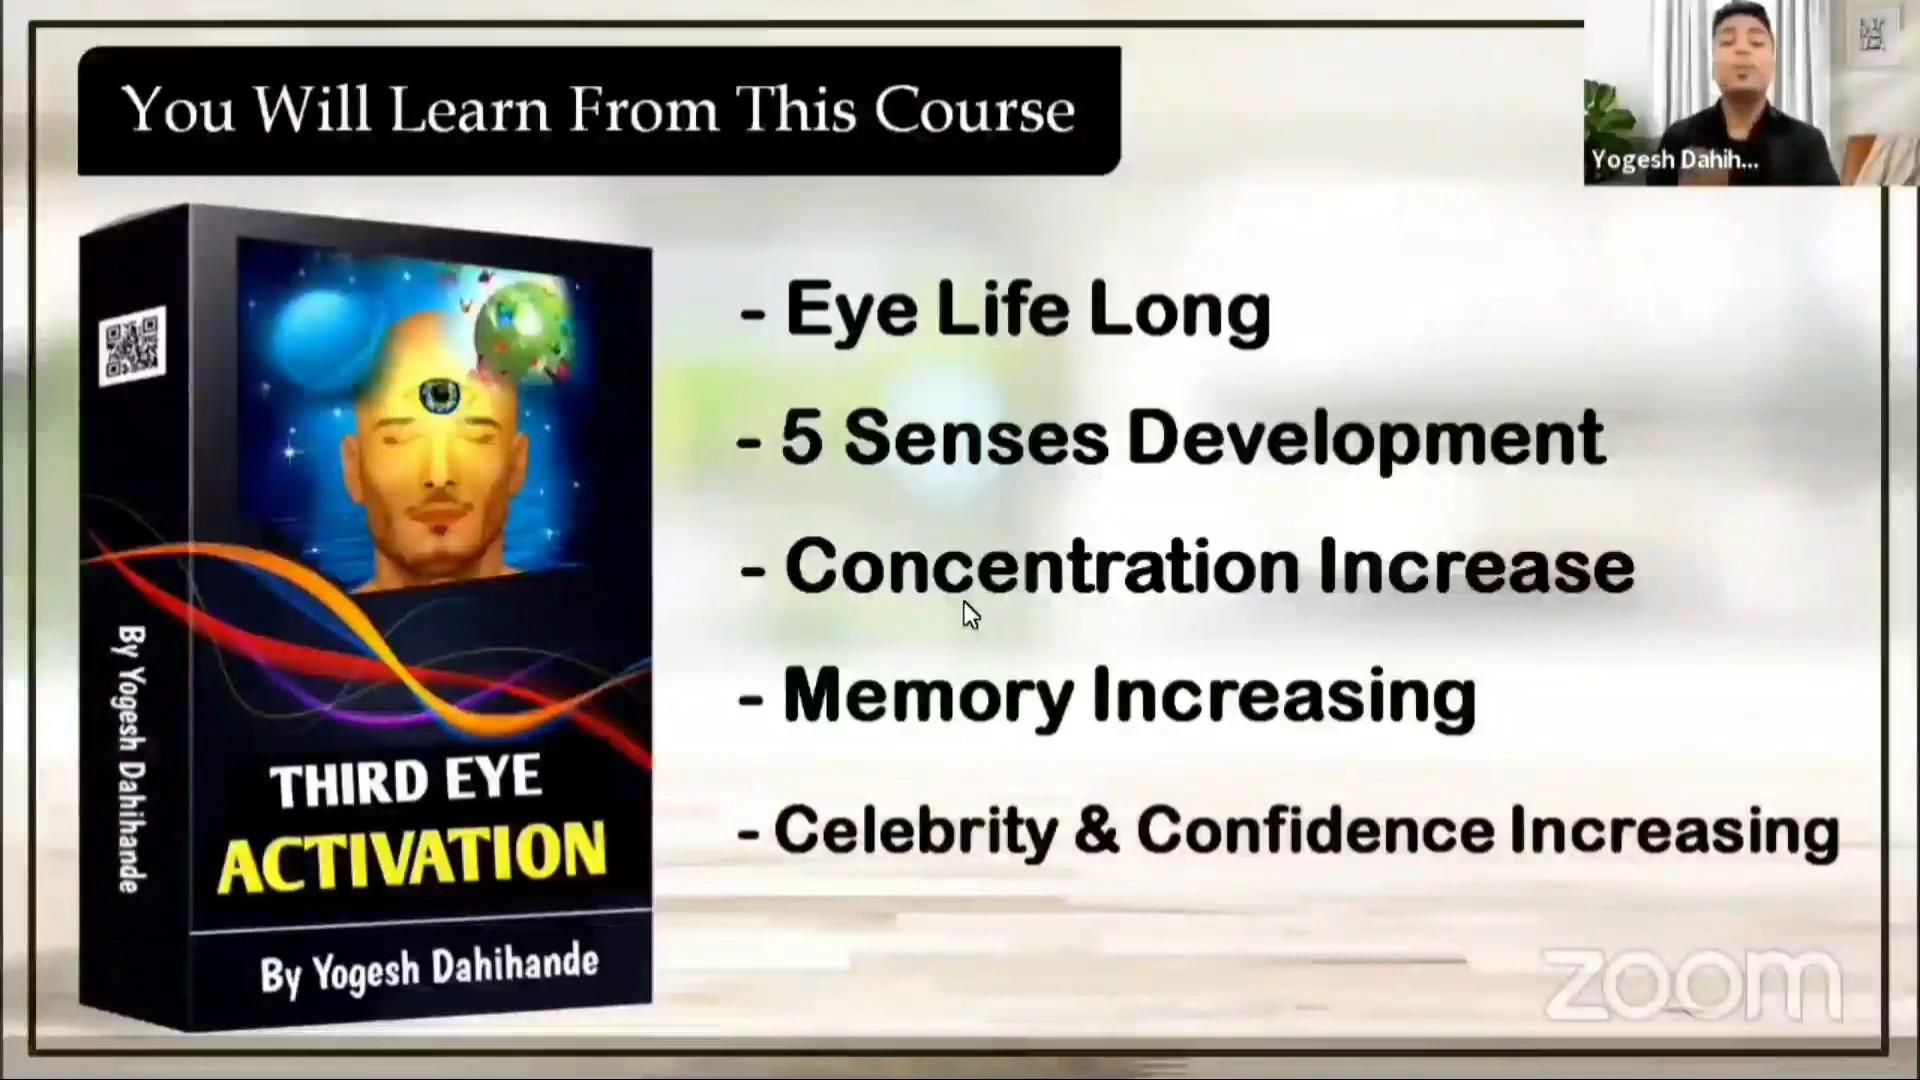 You Will Learn From This Course
Yogesh Dahih...
- Eye Life Long
- 5 Senses Development
- Concentration Increase
- Memory Increasing
- Celebrity & Confidence Increasing
By Yogesh Dahihande
THIRD EYE
ACTIVATION
By Yogesh Dahihande
zoom